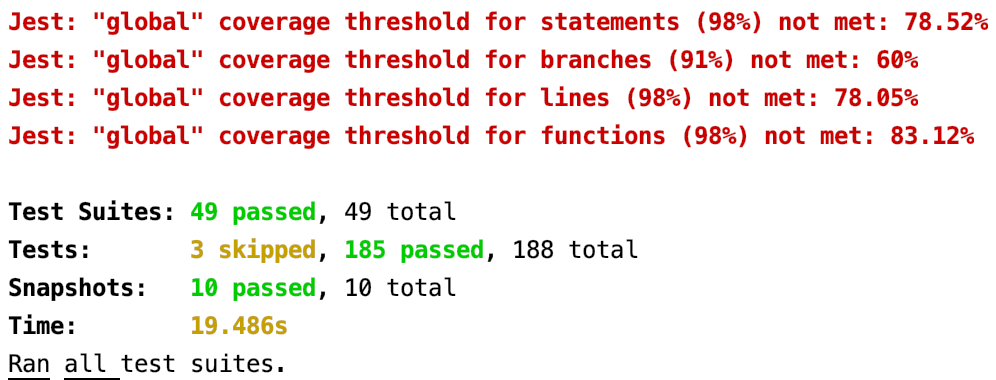 Jest: "global" coverage threshold for statements (98%) not met: 78.52%
Jest: "global" coverage threshold for branches (91%) not met: 60%
Jest: "global" coverage threshold for lines (98%) not met: 78.05%
Jest: "global" coverage threshold for functions (98%) not met: 83.12%
Test Suites: 49 passed, 49 total
Tests: 3 skipped, 185 passed, 188 total
Snapshots: 10 passed, 10 total
Time: 19.486s
Ran all test suites.